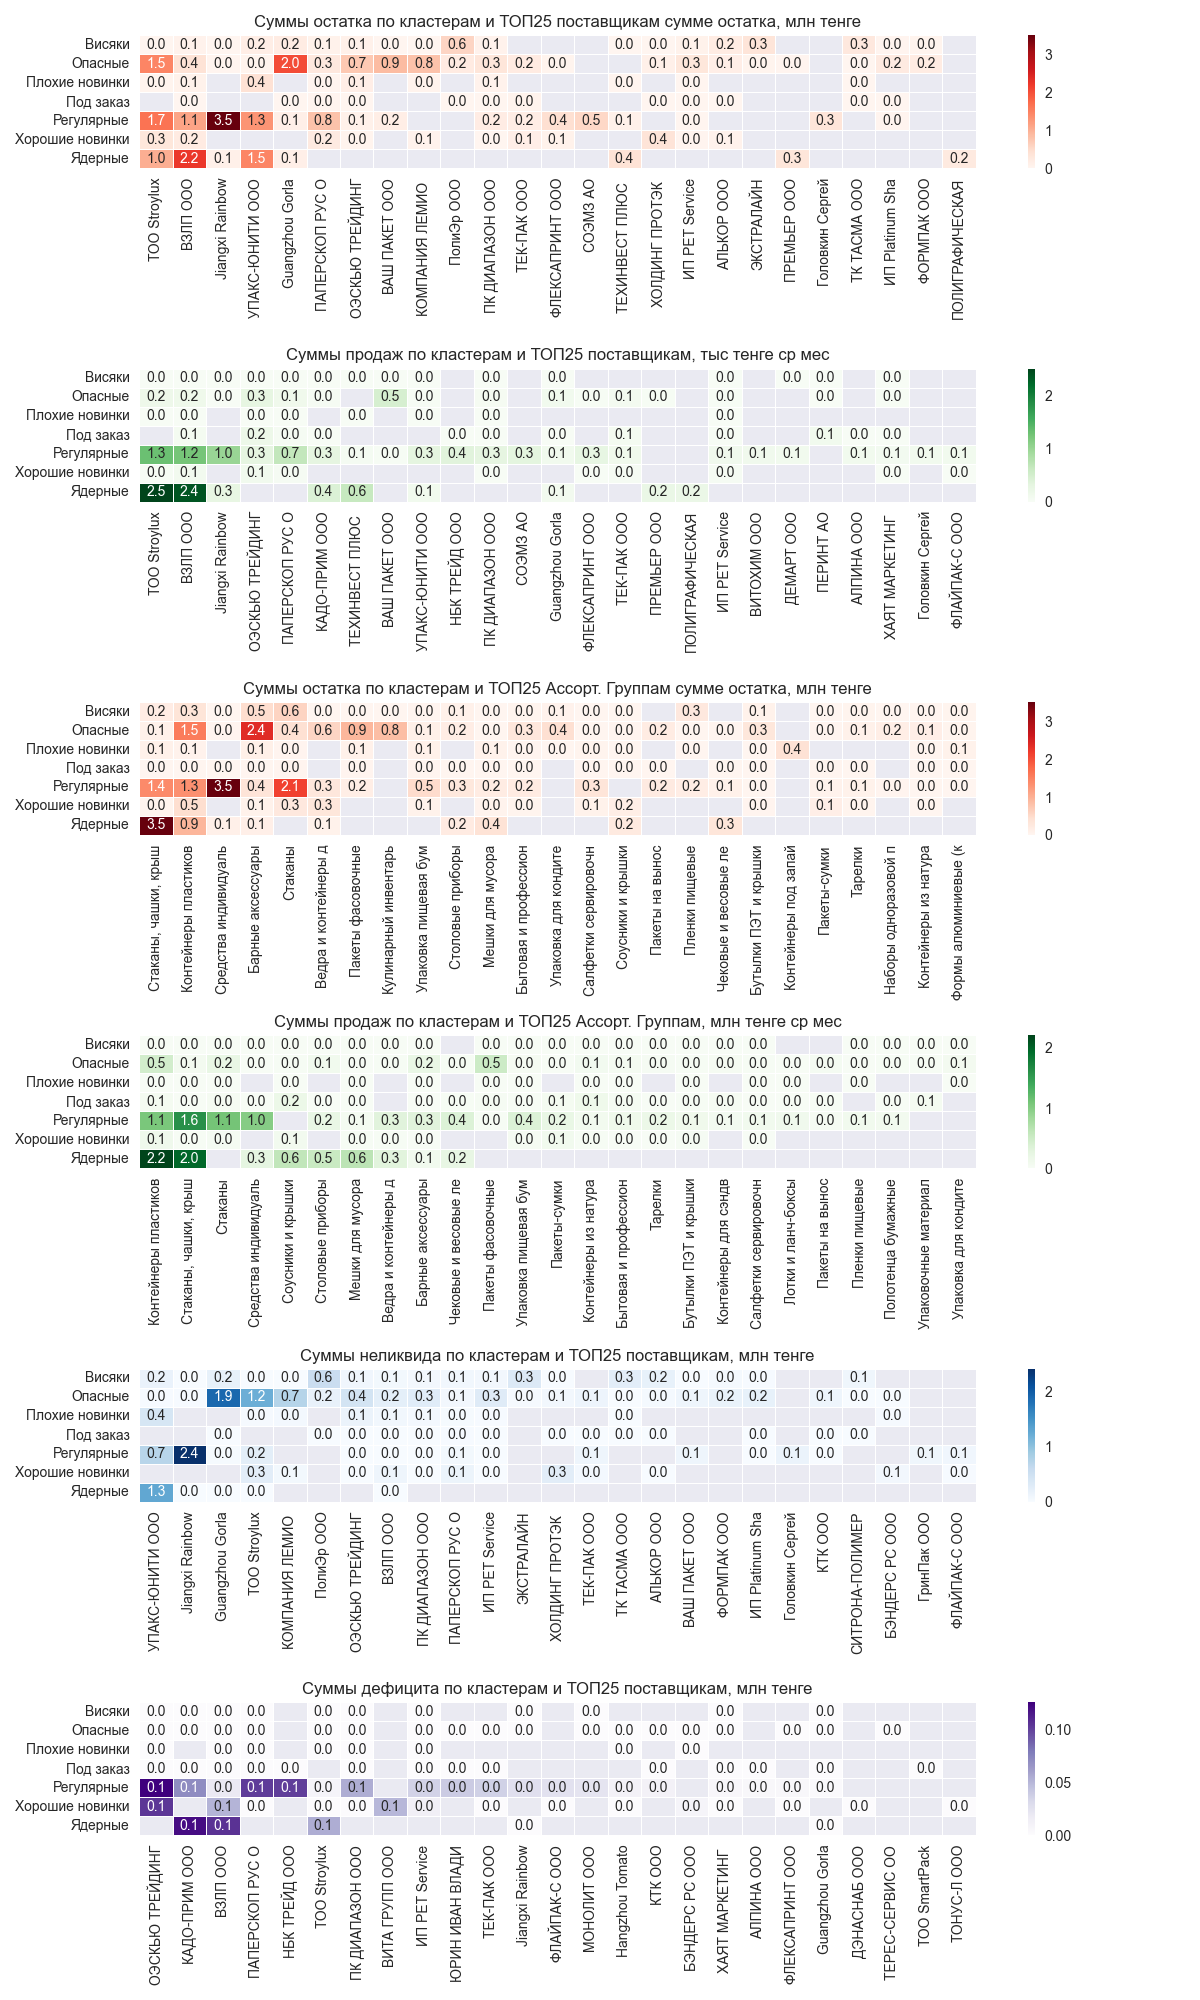 Суммы остатка по кластерам и ТОП25 поставщикам сумме остатка, млн тенге
Висяки 0.0 0.1 0.0 0.2 0.2 0.1 0.1 0.0 0.0 0.6 0.1 0.0 0.0 0.1 0.2 0.3 0.3 0.0 0.0
Опасные 1.5 0.4 0.0 0.0 2.0 0.3 0.7 0.9 0.8 0.2 0.3 0.2 0.0 0.1 0.3 0.1 0.0 0.0 0.0 0.2 0.2
Плохие новинки 0.0 0.1 0.4 0.0 0.1 0.0 0.1 0.0 0.0 0.0
Под заказ 0.0 0.0 0.0 0.0 0.0 0.0 0.0 0.0 0.0 0.0 0.0 0.0
Регулярные 1.7 1.1 3.5 1.3 0.1 0.8 0.1 0.2 0.2 0.2 0.4 0.5 0.1 0.0 0.3 0.0
Хорошие новинки 0.3 0.2 0.2 0.0 0.1 0.0 0.1 0.1 0.4 0.0 0.1
Ядерные 1.0 2.2 0.1 1.5 0.1 0.4 0.3 0.2
3
2
1
0
ТОО Stroylux
ВЗЛП ООО
Jiangxi Rainbow
УПАКС-ЮНИТИ ООО
Guangzhou Gorla
ПАПЕРСКОП РУС О
ОЭСКЬЮ ТРЕЙДИНГ
ВАШ ПАКЕТ ООО
КОМПАНИЯ ЛЕМИО
ПолиЭр ООО
ПК ДИАПАЗОН ООО
ТЕК-ПАК ООО
ФЛЕКСАПРИНТ ООО
СОЭМЗ АО
ТЕХИНВЕСТ ПЛЮС
ХОЛДИНГ ПРОТЭК
ИП РЕТ Service
АЛЬКОР ООО
ЭКСТРАЛАЙН
ПРЕМЬЕР ООО
Головкин Сергей
ТК ТАСМА ООО
ИП Platinum Sha
ФОРМПАК ООО
ПОЛИГРАФИЧЕСКАЯ
Суммы продаж по кластерам и ТОП25 поставщикам, тыс тенге ср мес
Висяки 0.0 0.0 0.0 0.0 0.0 0.0 0.0 0.0 0.0 0.0 0.0 0.0 0.0 0.0 0.0
Опасные 0.2 0.2 0.0 0.3 0.1 0.0 0.5 0.0 0.0 0.1 0.0 0.1 0.0 0.0 0.0 0.0
Плохие новинки 0.0 0.0 0.0 0.0 0.0 0.0 0.0 0.0
Под заказ 0.1 0.2 0.0 0.0 0.0 0.0 0.0 0.1 0.0 0.1 0.0 0.0
Регулярные 1.3 1.2 1.0 0.3 0.7 0.3 0.1 0.0 0.3 0.4 0.3 0.3 0.1 0.3 0.1 0.1 0.1 0.1 0.1 0.1 0.1 0.1
Хорошие новинки 0.0 0.1 0.1 0.0 0.0 0.0 0.0 0.0 0.0 0.0
Ядерные 2.5 2.4 0.3 0.4 0.6 0.1 0.1 0.2 0.2
2
1
0
ТОО Stroylux
ВЗЛП ООО
Jiangxi Rainbow
ОЭСКЬЮ ТРЕЙДИНГ
ПАПЕРСКОП РУС О
КАДО-ПРИМ ООО
ТЕХИНВЕСТ ПЛЮС
ВАШ ПАКЕТ ООО
УПАКС-ЮНИТИ ООО
НБК ТРЕЙД ООО
ПК ДИАПАЗОН ООО
СОЭМЗ АО
Guangzhou Gorla
ФЛЕКСАПРИНТ ООО
ТЕК-ПАК ООО
ПРЕМЬЕР ООО
ПОЛИГРАФИЧЕСКАЯ
ИП РЕТ Service
ВИТОХИМ ООО
ДЕМАРТ ООО
ПЕРИНТ АО
АЛПИНА ООО
ХАЯТ МАРКЕТИНГ
Головкин Сергей
ФЛАЙПАК-С ООО
Суммы остатка по кластерам и ТОП25 Ассорт. Группам сумме остатка, млн тенге
Висяки 0.2 0.3 0.0 0.5 0.6 0.0 0.0 0.0 0.0 0.1 0.0 0.0 0.1 0.0 0.0 0.3 0.1 0.0 0.0 0.0 0.0 0.0
Опасные 0.1 1.5 0.0 2.4 0.4 0.6 0.9 0.8 0.1 0.2 0.0 0.3 0.4 0.0 0.0 0.2 0.0 0.0 0.3 0.0 0.1 0.2 0.1 0.0
Плохие новинки 0.1 0.1 0.1 0.0 0.1 0.1 0.1 0.0 0.0 0.0 0.0 0.0 0.0 0.4 0.0 0.1
Под заказ 0.0 0.0 0.0 0.0 0.0 0.0 0.0 0.0 0.0 0.0 0.0 0.0 0.0 0.0 0.0 0.0 0.0 0.0 0.0
Регулярные 1.4 1.3 3.5 0.4 2.1 0.3 0.2 0.5 0.3 0.2 0.2 0.3 0.2 0.2 0.1 0.0 0.1 0.1 0.0 0.0 0.0
Хорошие новинки 0.0 0.5 0.1 0.3 0.3 0.1 0.0 0.0 0.1 0.2 0.0 0.1 0.0 0.0
Ядерные 3.5 0.9 0.1 0.1 0.1 0.2 0.4 0.2 0.3
3
2
1
0
Стаканы, чашки, крыш
Контейнеры пластиков
Средства индивидуаль
Барные аксессуары
Стаканы
Ведра и контейнеры д
Пакеты фасовочные
Кулинарный инвентарь
Упаковка пищевая бум
Столовые приборы
Мешки для мусора
Бытовая и профессион
Упаковка для кондите
Салфетки сервировочн
Соусники и крышки
Пакеты на вынос
Пленки пищевые
Чековые и весовые ле
Бутылки ПЭТ и крышки
Контейнеры под запай
Пакеты-сумки
Тарелки
Наборы одноразовой п
Контейнеры из натура
Формы алюминиевые (к
Суммы продаж по кластерам и ТОП25 Ассорт. Группам, млн тенге ср мес
Висяки 0.0 0.0 0.0 0.0 0.0 0.0 0.0 0.0 0.0 0.0 0.0 0.0 0.0 0.0 0.0 0.0 0.0 0.0 0.0 0.0 0.0 0.0
Опасные 0.5 0.1 0.2 0.0 0.0 0.1 0.0 0.0 0.2 0.0 0.5 0.0 0.0 0.1 0.1 0.0 0.0 0.0 0.0 0.0 0.0 0.0 0.0 0.0 0.1
Плохие новинки 0.0 0.0 0.0 0.0 0.0 0.0 0.0 0.0 0.0 0.0 0.0 0.0 0.0 0.0
Под заказ 0.1 0.0 0.0 0.0 0.2 0.0 0.0 0.0 0.1 0.1 0.0 0.0 0.0 0.0 0.0 0.0 0.0 0.1
Регулярные 1.1 1.6 1.1 1.0 0.2 0.1 0.3 0.3 0.4 0.0 0.4 0.2 0.1 0.1 0.2 0.1 0.1 0.1 0.1 0.0 0.1 0.1
Хорошие новинки 0.1 0.0 0.0 0.1 0.0 0.0 0.0 0.0 0.1 0.0 0.0 0.0 0.0 0.0
Ядерные 2.2 2.0 0.3 0.6 0.5 0.6 0.3 0.1 0.2
2
1
0
Контейнеры пластиков
Стаканы, чашки, крыш
Стаканы
Средства индивидуаль
Соусники и крышки
Столовые приборы
Мешки для мусора
Ведра и контейнеры д
Барные аксессуары
Чековые и весовые ле
Пакеты фасовочные
Упаковка пищевая бум
Пакеты-сумки
Контейнеры из натура
Бытовая и профессион
Тарелки
Бутылки ПЭТ и крышки
Контейнеры для сэндв
Салфетки сервировочн
Лотки и ланч-боксы
Пакеты на вынос
Пленки пищевые
Полотенца бумажные
Упаковочные материал
Упаковка для кондите
Суммы неликвида по кластерам и ТОП25 поставщикам, млн тенге
Висяки 0.2 0.0 0.2 0.0 0.0 0.6 0.1 0.1 0.1 0.1 0.1 0.3 0.0 0.3 0.2 0.0 0.0 0.0 0.1
Опасные 0.0 0.0 1.9 1.2 0.7 0.2 0.4 0.2 0.3 0.1 0.3 0.0 0.1 0.1 0.0 0.0 0.1 0.2 0.2 0.1 0.0 0.0
Плохие новинки 0.4 0.0 0.0 0.1 0.1 0.1 0.0 0.0 0.0 0.0
Под заказ 0.0 0.0 0.0 0.0 0.0 0.0 0.0 0.0 0.0 0.0 0.0 0.0 0.0 0.0
Регулярные 0.7 2.4 0.0 0.2 0.0 0.0 0.0 0.1 0.0 0.1 0.1 0.0 0.1 0.0 0.1 0.1
Хорошие новинки 0.3 0.1 0.0 0.1 0.0 0.1 0.0 0.3 0.0 0.0 0.1 0.0
Ядерные 1.3 0.0 0.0 0.0 0.0
2
1
0
УПАКС-ЮНИТИ ООО
Jiangxi Rainbow
Guangzhou Gorla
ТОО Stroylux
КОМПАНИЯ ЛЕМИО
ПолиЭр ООО
ОЭСКЬЮ ТРЕЙДИНГ
ВЗЛП ООО
ПК ДИАПАЗОН ООО
ПАПЕРСКОП РУС О
ИП РЕТ Service
ЭКСТРАЛАЙН
ХОЛДИНГ ПРОТЭК
ТЕК-ПАК ООО
ТК ТАСМА ООО
АЛЬКОР ООО
ВАШ ПАКЕТ ООО
ФОРМПАК ООО
ИП Platinum Sha
Головкин Сергей
КТК ООО
СИТРОНА-ПОЛИМЕР
БЭНДЕРС РС ООО
ГринПак ООО
ФЛАЙПАК-С ООО
Суммы дефицита по кластерам и ТОП25 поставщикам, млн тенге
Висяки 0.0 0.0 0.0 0.0 0.0 0.0 0.0 0.0 0.0 0.0 0.0
Опасные 0.0 0.0 0.0 0.0 0.0 0.0 0.0 0.0 0.0 0.0 0.0 0.0 0.0 0.0 0.0 0.0 0.0 0.0
Плохие новинки 0.0 0.0 0.0 0.0 0.0 0.0 0.0 0.0
Под заказ 0.0 0.0 0.0 0.0 0.0 0.0 0.0 0.0 0.0 0.0 0.0 0.0 0.0 0.0
Регулярные 0.1 0.1 0.0 0.1 0.1 0.0 0.1 0.0 0.0 0.0 0.0 0.0 0.0 0.0 0.0 0.0 0.0 0.0 0.0
Хорошие новинки 0.1 0.1 0.0 0.0 0.0 0.1 0.0 0.0 0.0 0.0 0.0 0.0 0.0 0.0
Ядерные 0.1 0.1 0.1 0.0 0.0
0.10
0.05
0.00
ОЭСКЬЮ ТРЕЙДИНГ
КАДО-ПРИМ ООО
ВЗЛП ООО
ПАПЕРСКОП РУС О
НБК ТРЕЙД ООО
ТОО Stroylux
ПК ДИАПАЗОН ООО
ВИТА ГРУПП ООО
ИП РЕТ Service
ЮРИН ИВАН ВЛАДИ
ТЕК-ПАК ООО
Jiangxi Rainbow
ФЛАЙПАК-С ООО
МОНОЛИТ ООО
Hangzhou Tomato
КТК ООО
БЭНДЕРС РС ООО
ХАЯТ МАРКЕТИНГ
АЛПИНА ООО
ФЛЕКСАПРИНТ ООО
Guangzhou Gorla
ДЭНАСНАБ ООО
ТЕРЕС-СЕРВИС ОО
ТОО SmartPack
ТОНУС-Л ООО